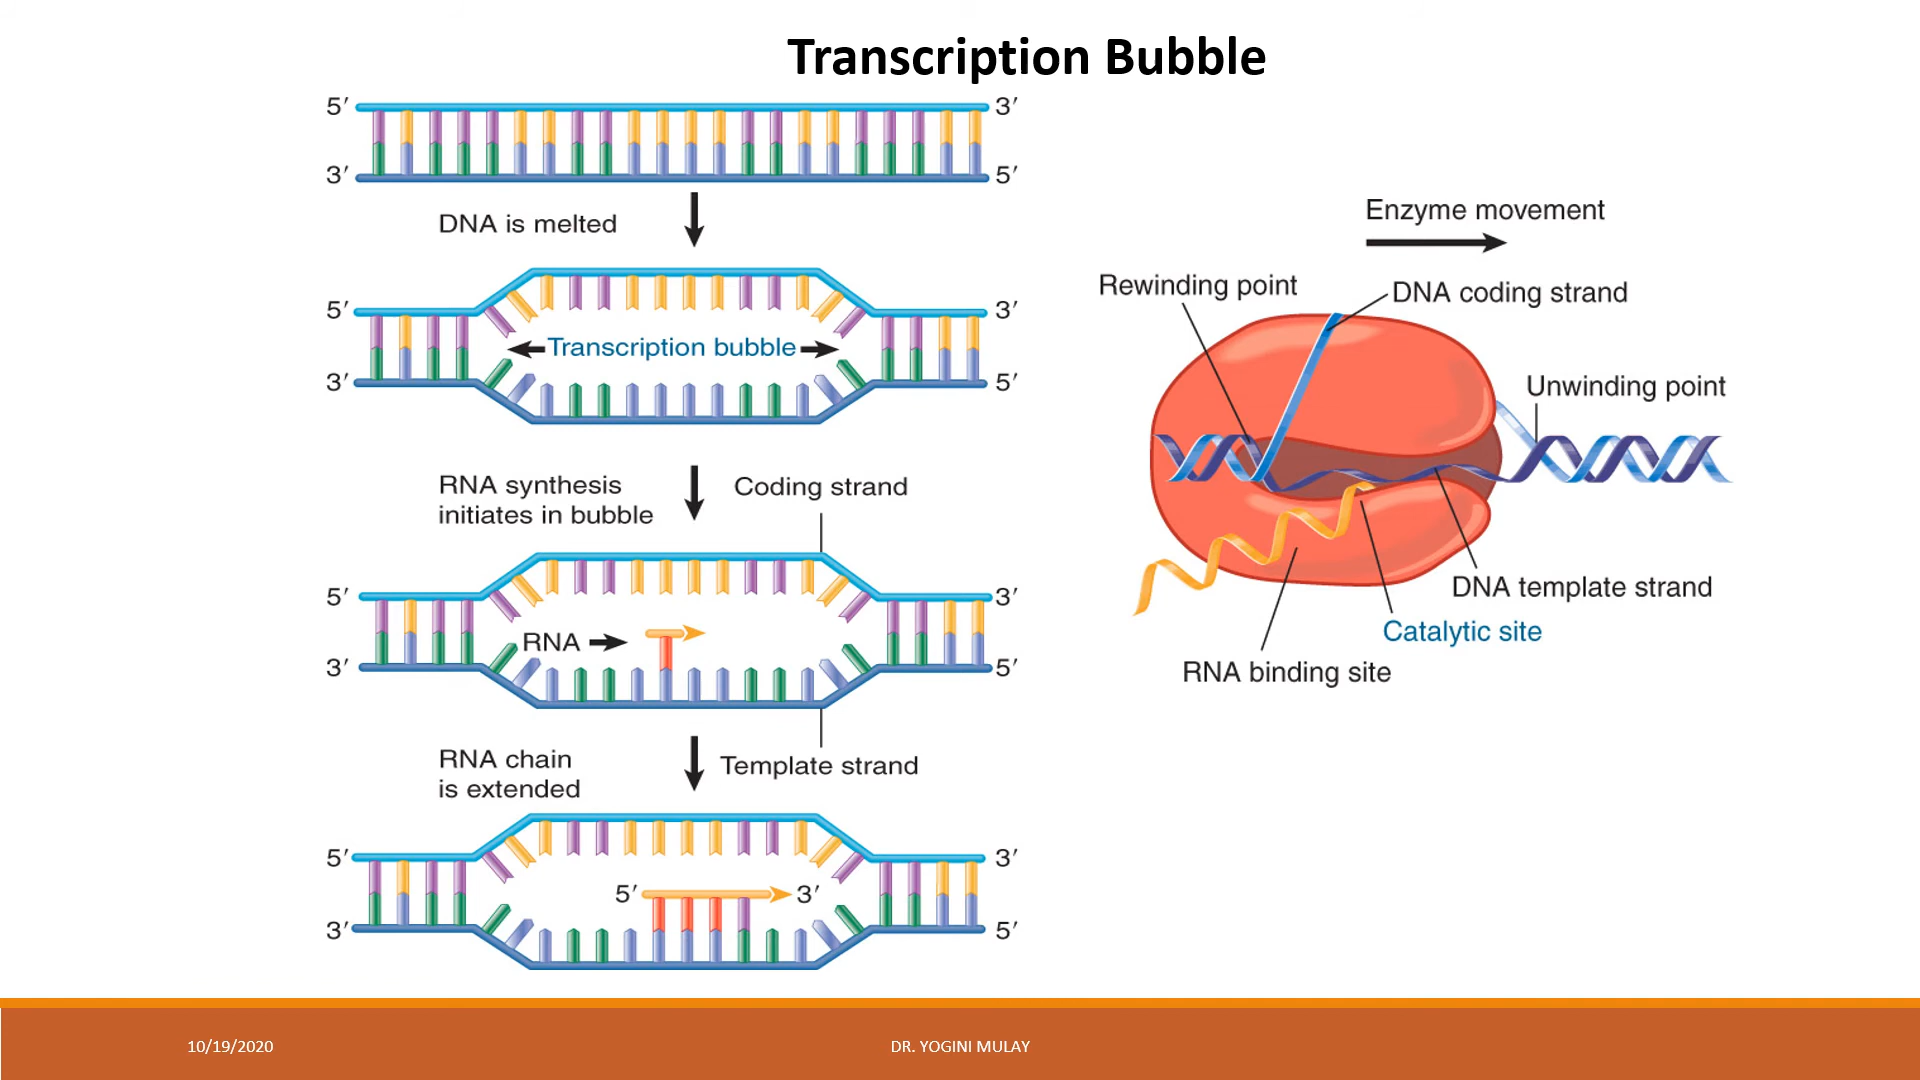 Transcription Bubble
5′ 3′
3′ 5′
DNA is melted
5′ 3′
Transcription bubble
3′ 5′
RNA synthesis
initiates in bubble
Coding strand
5′ 3′
RNA
3′ 5′
RNA chain
is extended
Template strand
5′ 3′
5′ 3′
3′ 5′
Enzyme movement
Rewinding point
DNA coding strand
Unwinding point
DNA template strand
Catalytic site
RNA binding site
10/19/2020
DR. YOGINI MULAY